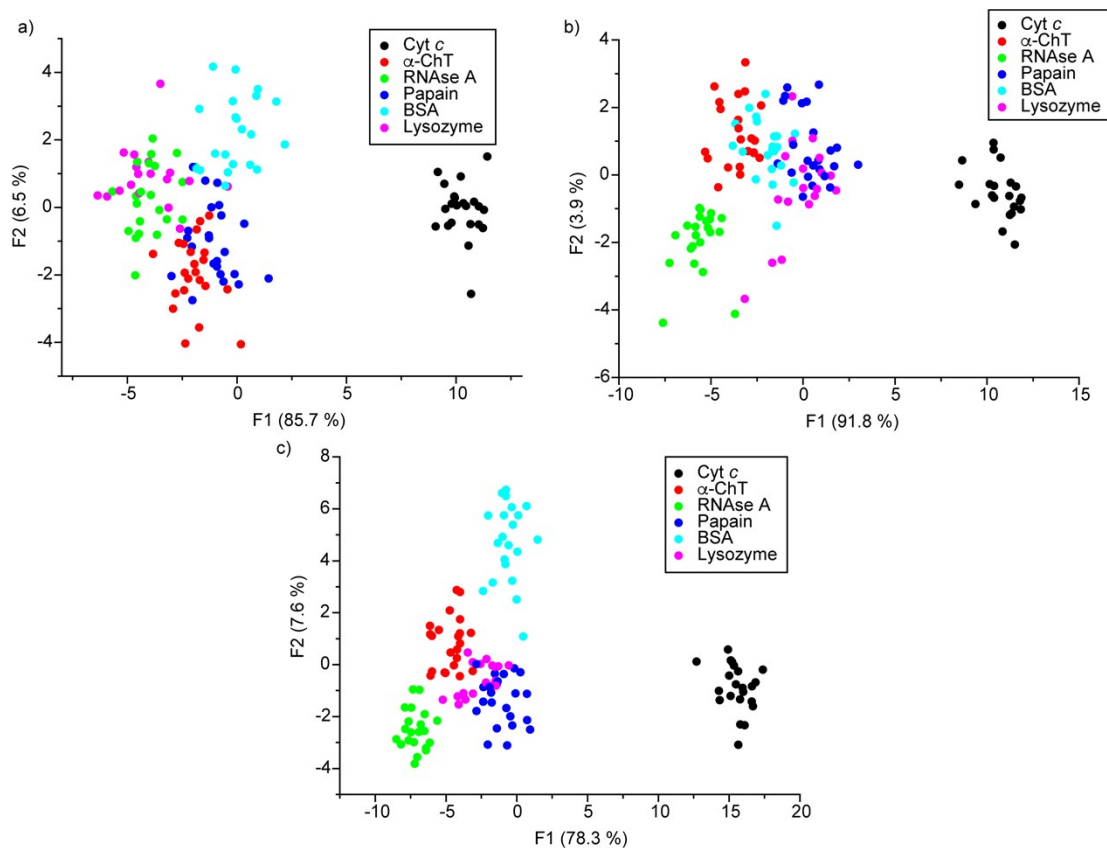 a)
Cyt c
α-ChT
RNAse A
Papain
BSA
Lysozyme
4
2
0
-2
-4
F2 (6.5 %)
-5
0
5
10
F1 (85.7 %)
b)
Cyt c
α-ChT
RNAse A
Papain
BSA
Lysozyme
4
2
0
-2
-4
-6
F2 (3.9 %)
-10
-5
0
5
10
15
F1 (91.8 %)
c)
Cyt c
α-ChT
RNAse A
Papain
BSA
Lysozyme
8
6
4
2
0
-2
-4
F2 (7.6 %)
-10
-5
0
5
10
15
20
F1 (78.3 %)